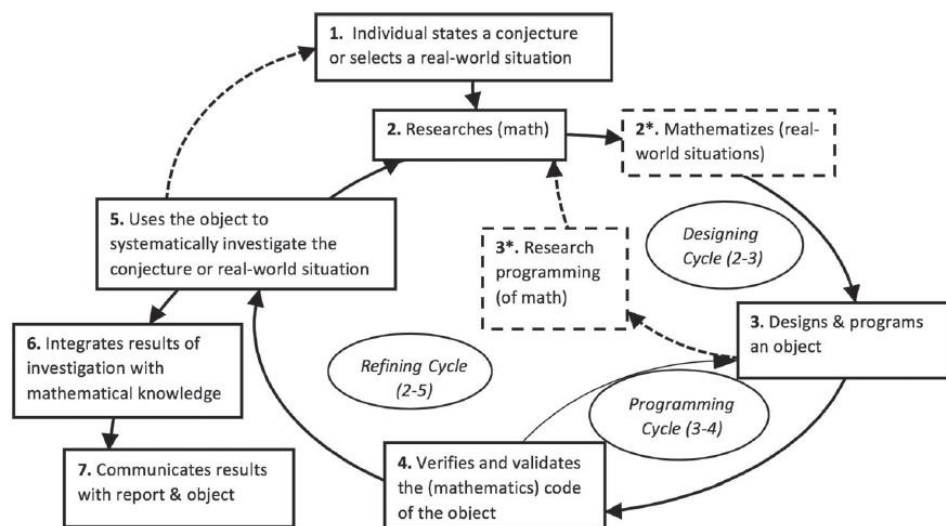 1. Individual states a conjecture
or selects a real-world situation
2. Researches (math)
2*. Mathematizes (real-
world situations)
5. Uses the object to
systematically investigate the
conjecture or real-world situation
3*. Research
programming
(of math)
Designing
Cycle (2-3)
3. Designs & programs
an object
6. Integrates results of
investigation with
mathematical knowledge
Refining Cycle
(2-5)
Programming
Cycle (3-4)
7. Communicates results
with report & object
4. Verifies and validates
the (mathematics) code
of the object